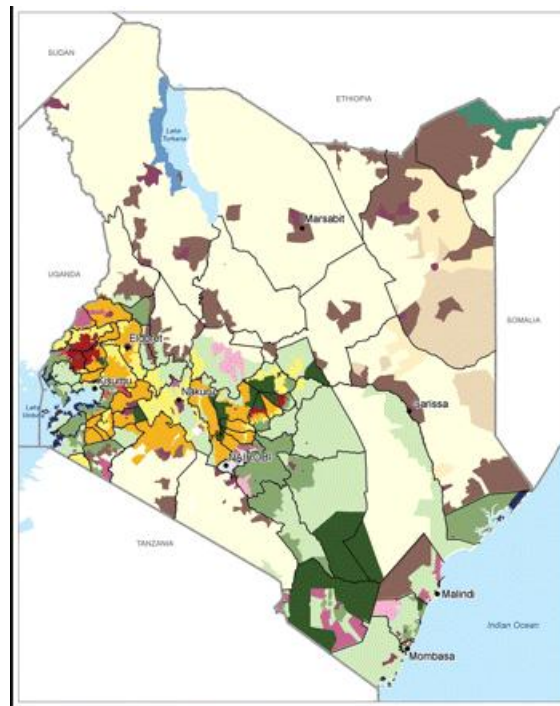 SUDAN
ETHIOPIA
Lake
Turkana
Marsabit
UGANDA
SOMALIA
Eldoret
Kisumu
Nakuru
Garissa
Lake
Victoria
NAIROBI
TANZANIA
Malindi
Indian Ocean
Mombasa